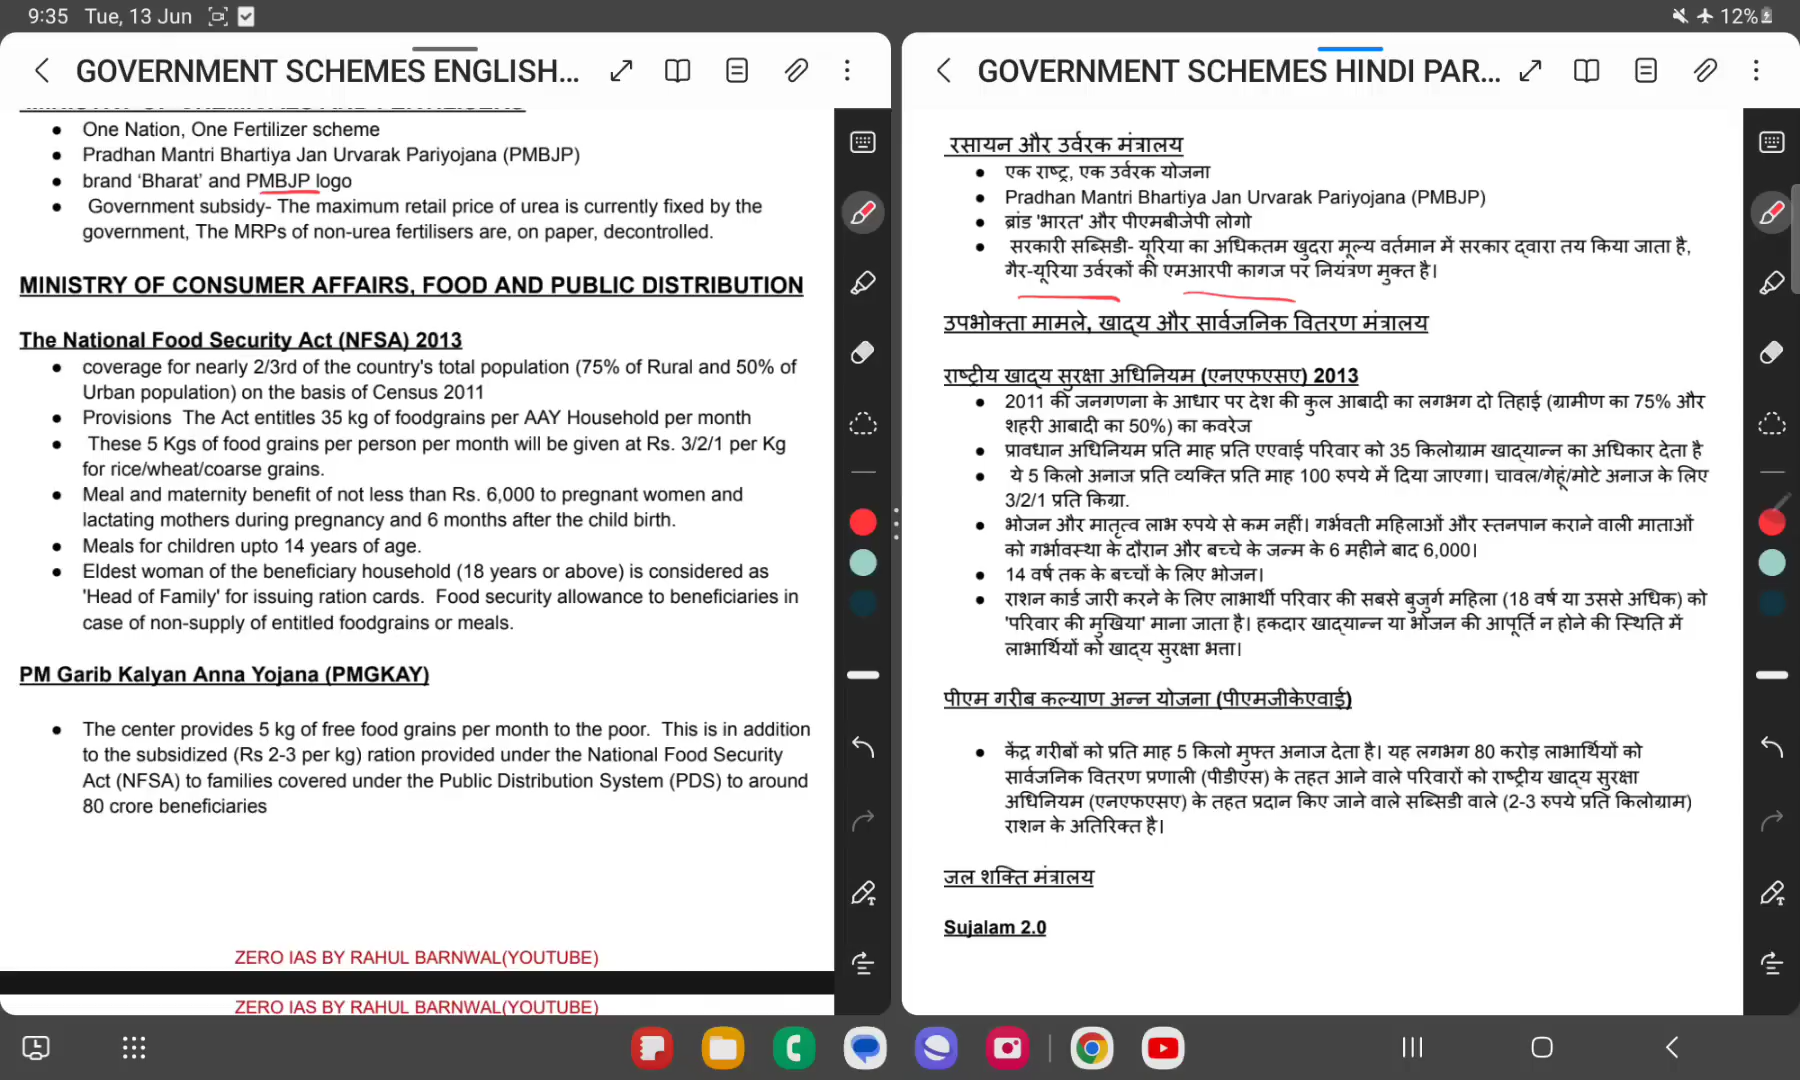 9:35 Tue, 13 Jun
12%
GOVERNMENT SCHEMES ENGLISH...
One Nation, One Fertilizer scheme
Pradhan Mantri Bhartiya Jan Urvarak Pariyojana (PMBJP)
brand ‘Bharat’ and PMBJP logo
Government subsidy- The maximum retail price of urea is currently fixed by the
government, The MRPs of non-urea fertilisers are, on paper, decontrolled.
MINISTRY OF CONSUMER AFFAIRS, FOOD AND PUBLIC DISTRIBUTION
The National Food Security Act (NFSA) 2013
coverage for nearly 2/3rd of the country's total population (75% of Rural and 50% of
Urban population) on the basis of Census 2011
Provisions The Act entitles 35 kg of foodgrains per AAY Household per month
These 5 Kgs of food grains per person per month will be given at Rs. 3/2/1 per Kg
for rice/wheat/coarse grains.
Meal and maternity benefit of not less than Rs. 6,000 to pregnant women and
lactating mothers during pregnancy and 6 months after the child birth.
Meals for children upto 14 years of age.
Eldest woman of the beneficiary household (18 years or above) is considered as
'Head of Family' for issuing ration cards. Food security allowance to beneficiaries in
case of non-supply of entitled foodgrains or meals.
PM Garib Kalyan Anna Yojana (PMGKAY)
The center provides 5 kg of free food grains per month to the poor. This is in addition
to the subsidized (Rs 2-3 per kg) ration provided under the National Food Security
Act (NFSA) to families covered under the Public Distribution System (PDS) to around
80 crore beneficiaries
ZERO IAS BY RAHUL BARNWAL(YOUTUBE)
ZERO IAS BY RAHUL BARNWAL(YOUTUBE)
GOVERNMENT SCHEMES HINDI PAR...
रसायन और उर्वरक मंत्रालय
एक राष्ट्र, एक उर्वरक योजना
Pradhan Mantri Bhartiya Jan Urvarak Pariyojana (PMBJP)
ब्रांड 'भारत' और पीएमबीजेपी लोगो
सरकारी सब्सिडी- यूरिया का अधिकतम खुदरा मूल्य वर्तमान में सरकार द्वारा तय किया जाता है,
गैर-यूरिया उर्वरकों की एमआरपी कागज पर नियंत्रण मुक्त है।
उपभोक्ता मामले, खाद्य और सार्वजनिक वितरण मंत्रालय
राष्ट्रीय खाद्य सुरक्षा अधिनियम (एनएफएसए) 2013
2011 की जनगणना के आधार पर देश की कुल आबादी का लगभग दो तिहाई (ग्रामीण का 75% और
शहरी आबादी का 50%) का कवरेज
प्रावधान अधिनियम प्रति माह प्रति एएवाई परिवार को 35 किलोग्राम खाद्यान्न का अधिकार देता है
ये 5 किलो अनाज प्रति व्यक्ति प्रति माह 100 रुपये में दिया जाएगा। चावल/गेहूं/मोटे अनाज के लिए
3/2/1 प्रति किग्रा.
भोजन और मातृत्व लाभ रुपये से कम नहीं। गर्भवती महिलाओं और स्तनपान कराने वाली माताओं
को गर्भावस्था के दौरान और बच्चे के जन्म के 6 महीने बाद 6,000।
14 वर्ष तक के बच्चों के लिए भोजन।
राशन कार्ड जारी करने के लिए लाभार्थी परिवार की सबसे बुजुर्ग महिला (18 वर्ष या उससे अधिक) को
'परिवार की मुखिया' माना जाता है। हकदार खाद्यान्न या भोजन की आपूर्ति न होने की स्थिति में
लाभार्थियों को खाद्य सुरक्षा भत्ता।
पीएम गरीब कल्याण अन्न योजना (पीएमजीकेएवाई)
केंद्र गरीबों को प्रति माह 5 किलो मुफ्त अनाज देता है। यह लगभग 80 करोड़ लाभार्थियों को
सार्वजनिक वितरण प्रणाली (पीडीएस) के तहत आने वाले परिवारों को राष्ट्रीय खाद्य सुरक्षा
अधिनियम (एनएफएसए) के तहत प्रदान किए जाने वाले सब्सिडी वाले (2-3 रुपये प्रति किलोग्राम)
राशन के अतिरिक्त है।
जल शक्ति मंत्रालय
Sujalam 2.0